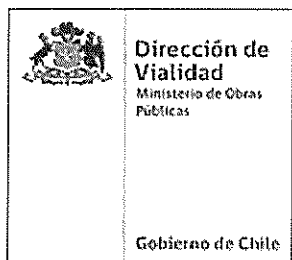 Dirección de
Vialidad
Ministerio de Obras
Públicas
Gobierno de Chile